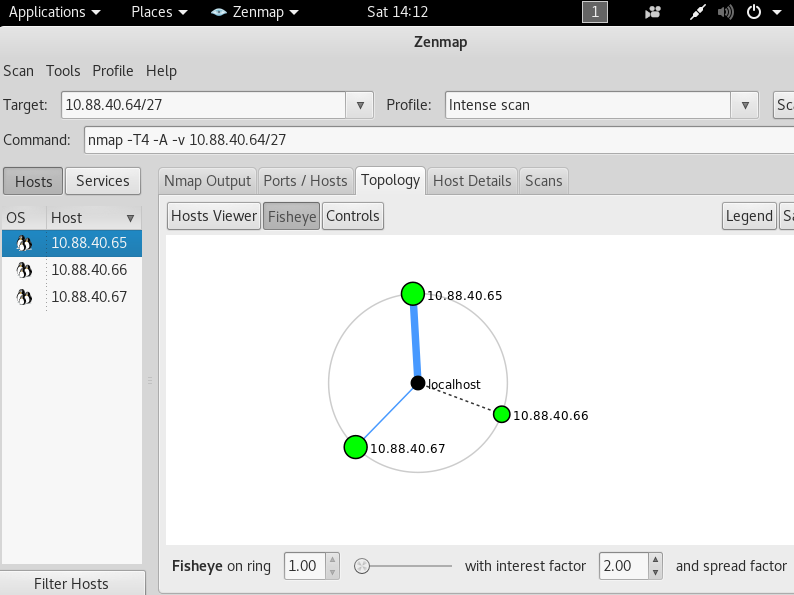 Applications Places Zenmap Sat 14:12 1
Zenmap
Scan Tools Profile Help
Target: 10.88.40.64/27 Profile: Intense scan
Command: nmap -T4 -A -v 10.88.40.64/27
Hosts Services Nmap Output Ports / Hosts Topology Host Details Scans
OS Host
10.88.40.65
10.88.40.66
10.88.40.67
Hosts Viewer Fisheye Controls Legend
10.88.40.65
localhost
10.88.40.66
10.88.40.67
Fisheye on ring 1.00 with interest factor 2.00 and spread factor
Filter Hosts